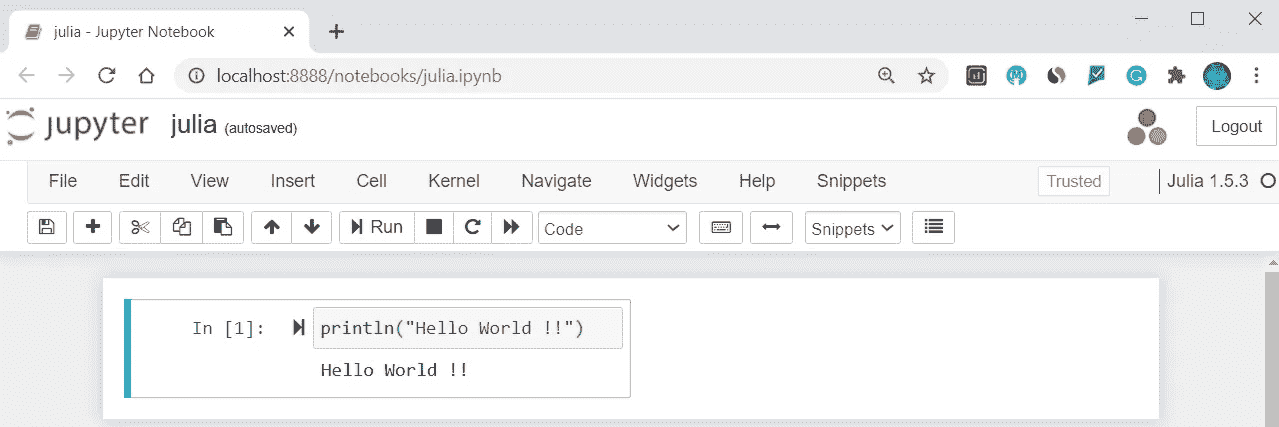 julia - Jupyter Notebook
localhost:8888/notebooks/julia.ipynb
jupyter julia (autosaved)
Logout
File Edit View Insert Cell Kernel Navigate Widgets Help Snippets Trusted Julia 1.5.3
Run Code Snippets
In [1]: println("Hello World !!")
Hello World !!